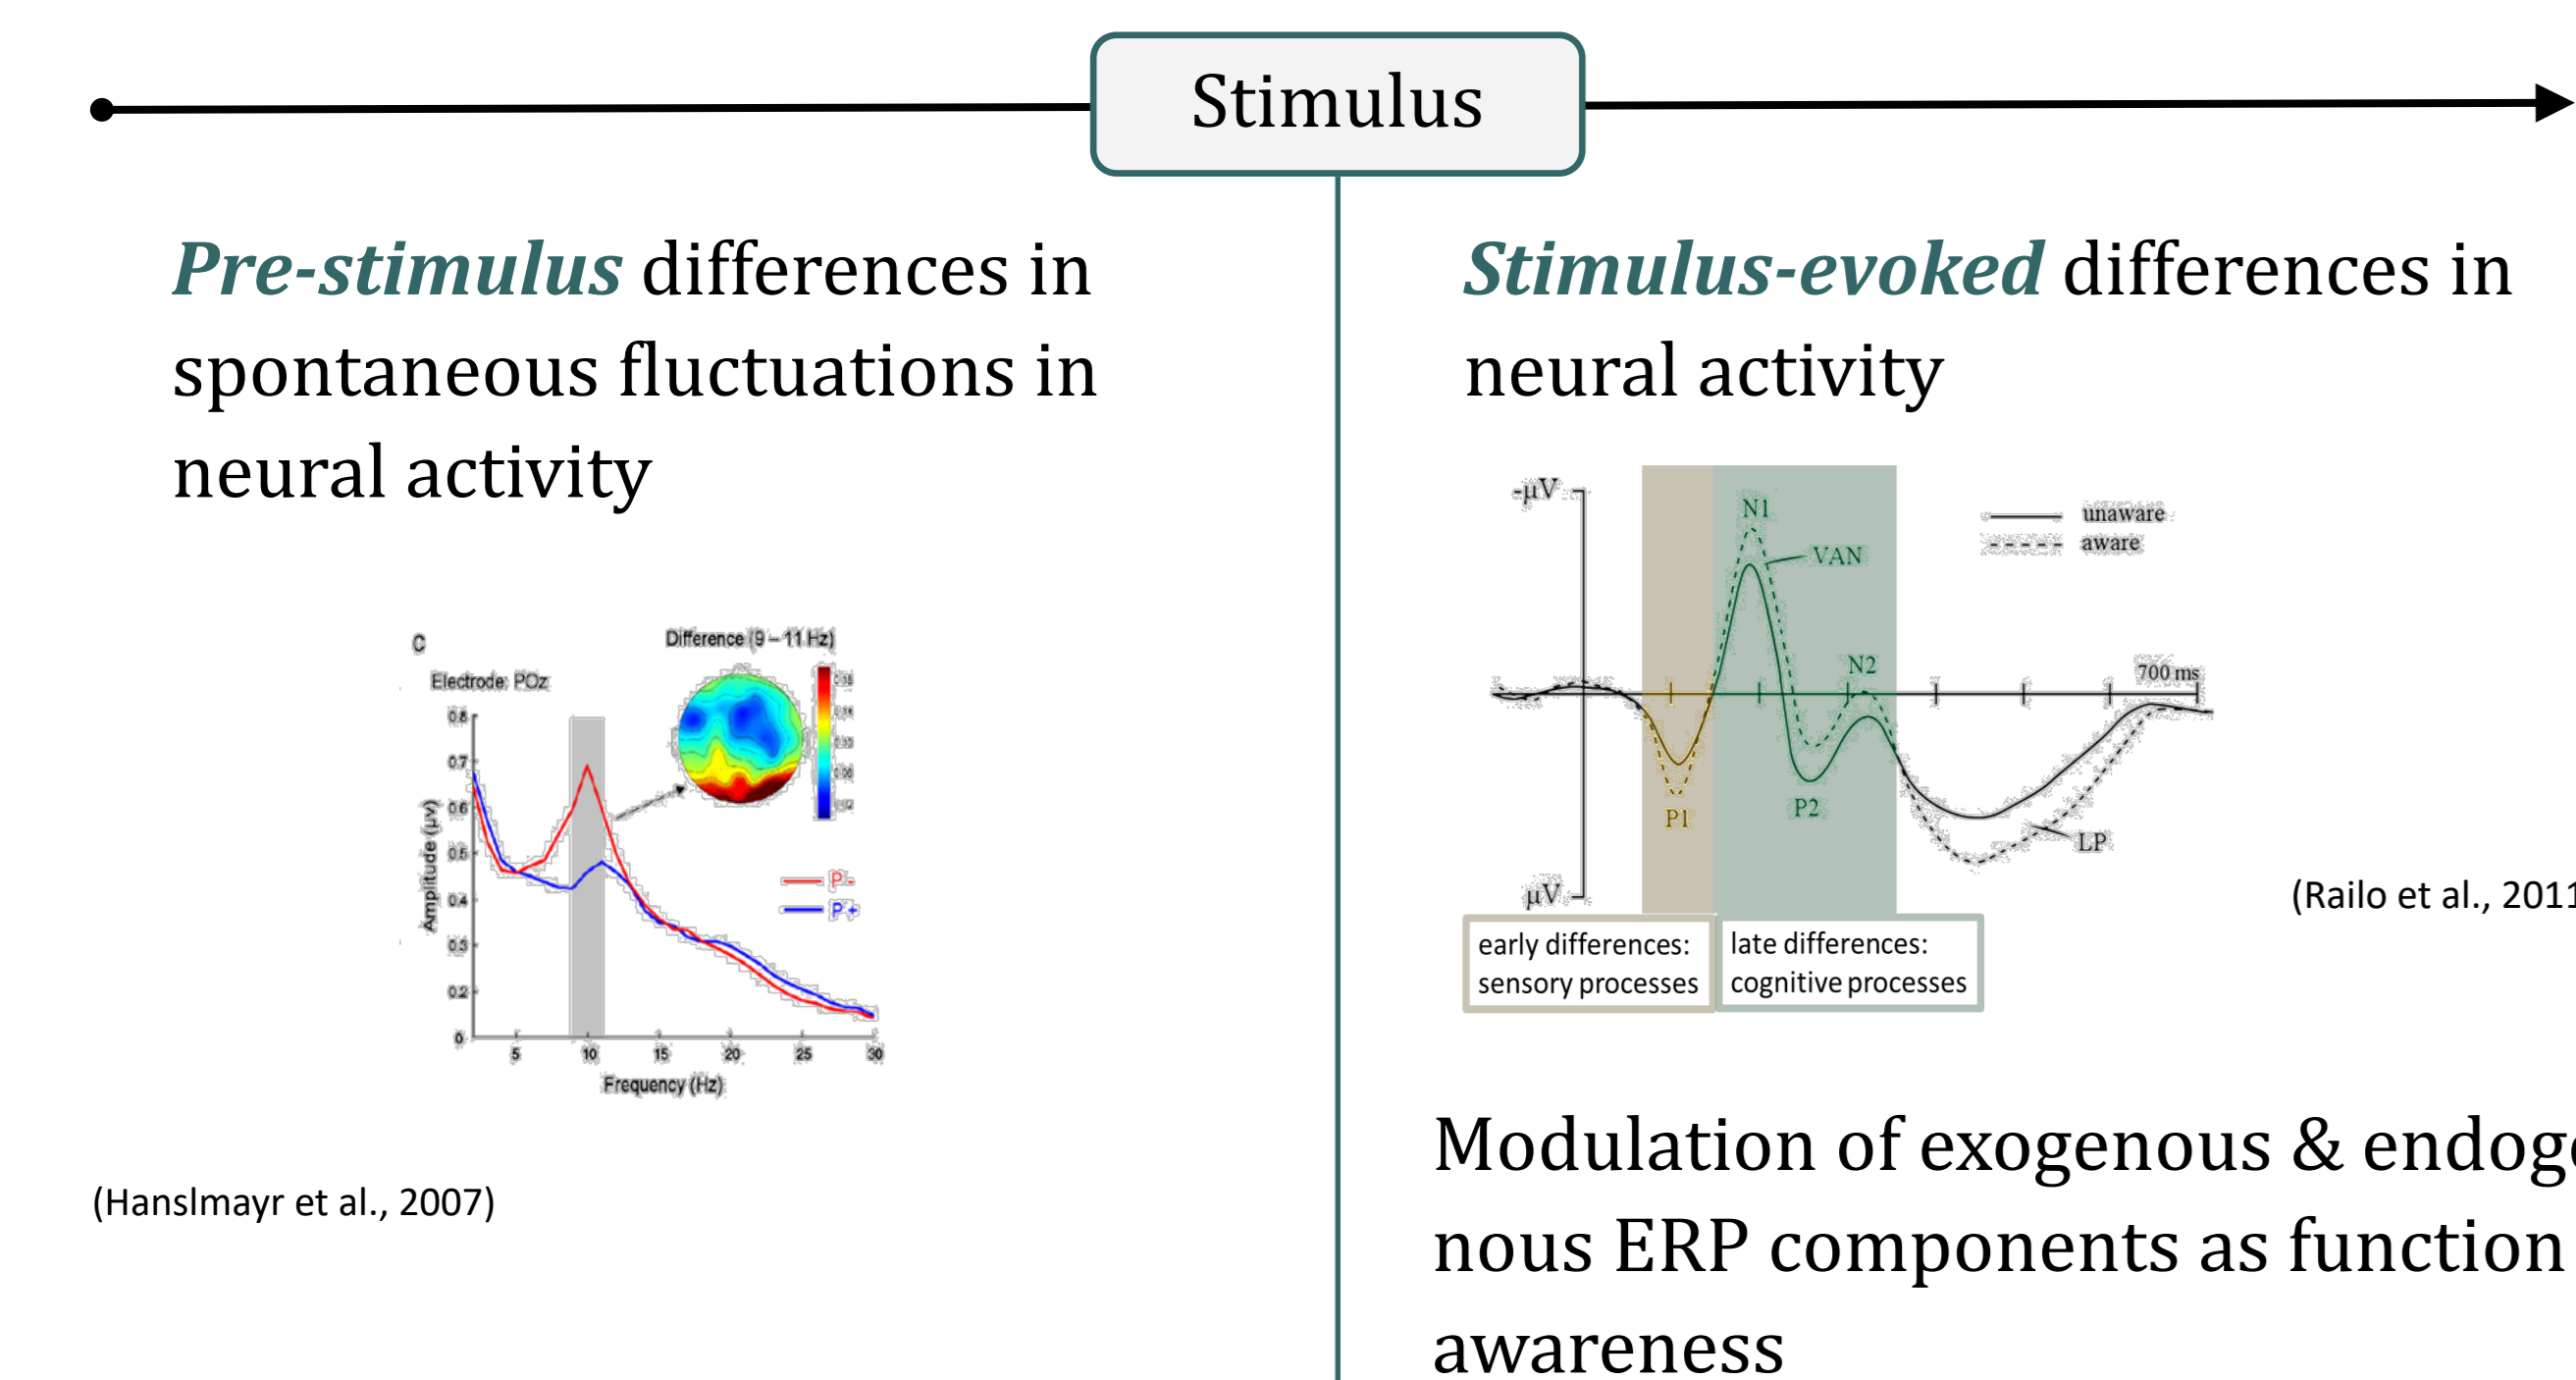 Stimulus
Pre-stimulus differences in
spontaneous fluctuations in
neural activity
C
Difference (9 – 11 Hz)
Electrode: POz
0.8
0.7
0.6
0.5
0.4
0.3
0.2
0
Amplitude (μv)
P -
P +
5 10 15 20 25 30
Frequency (Hz)
(Hanslmayr et al., 2007)
Stimulus-evoked differences in
neural activity
-μV
N1
VAN
unaware
aware
N2
700 ms
P1
P2
LP
μV
(Railo et al., 2011
early differences:
sensory processes
late differences:
cognitive processes
Modulation of exogenous & endog
nous ERP components as function
awareness